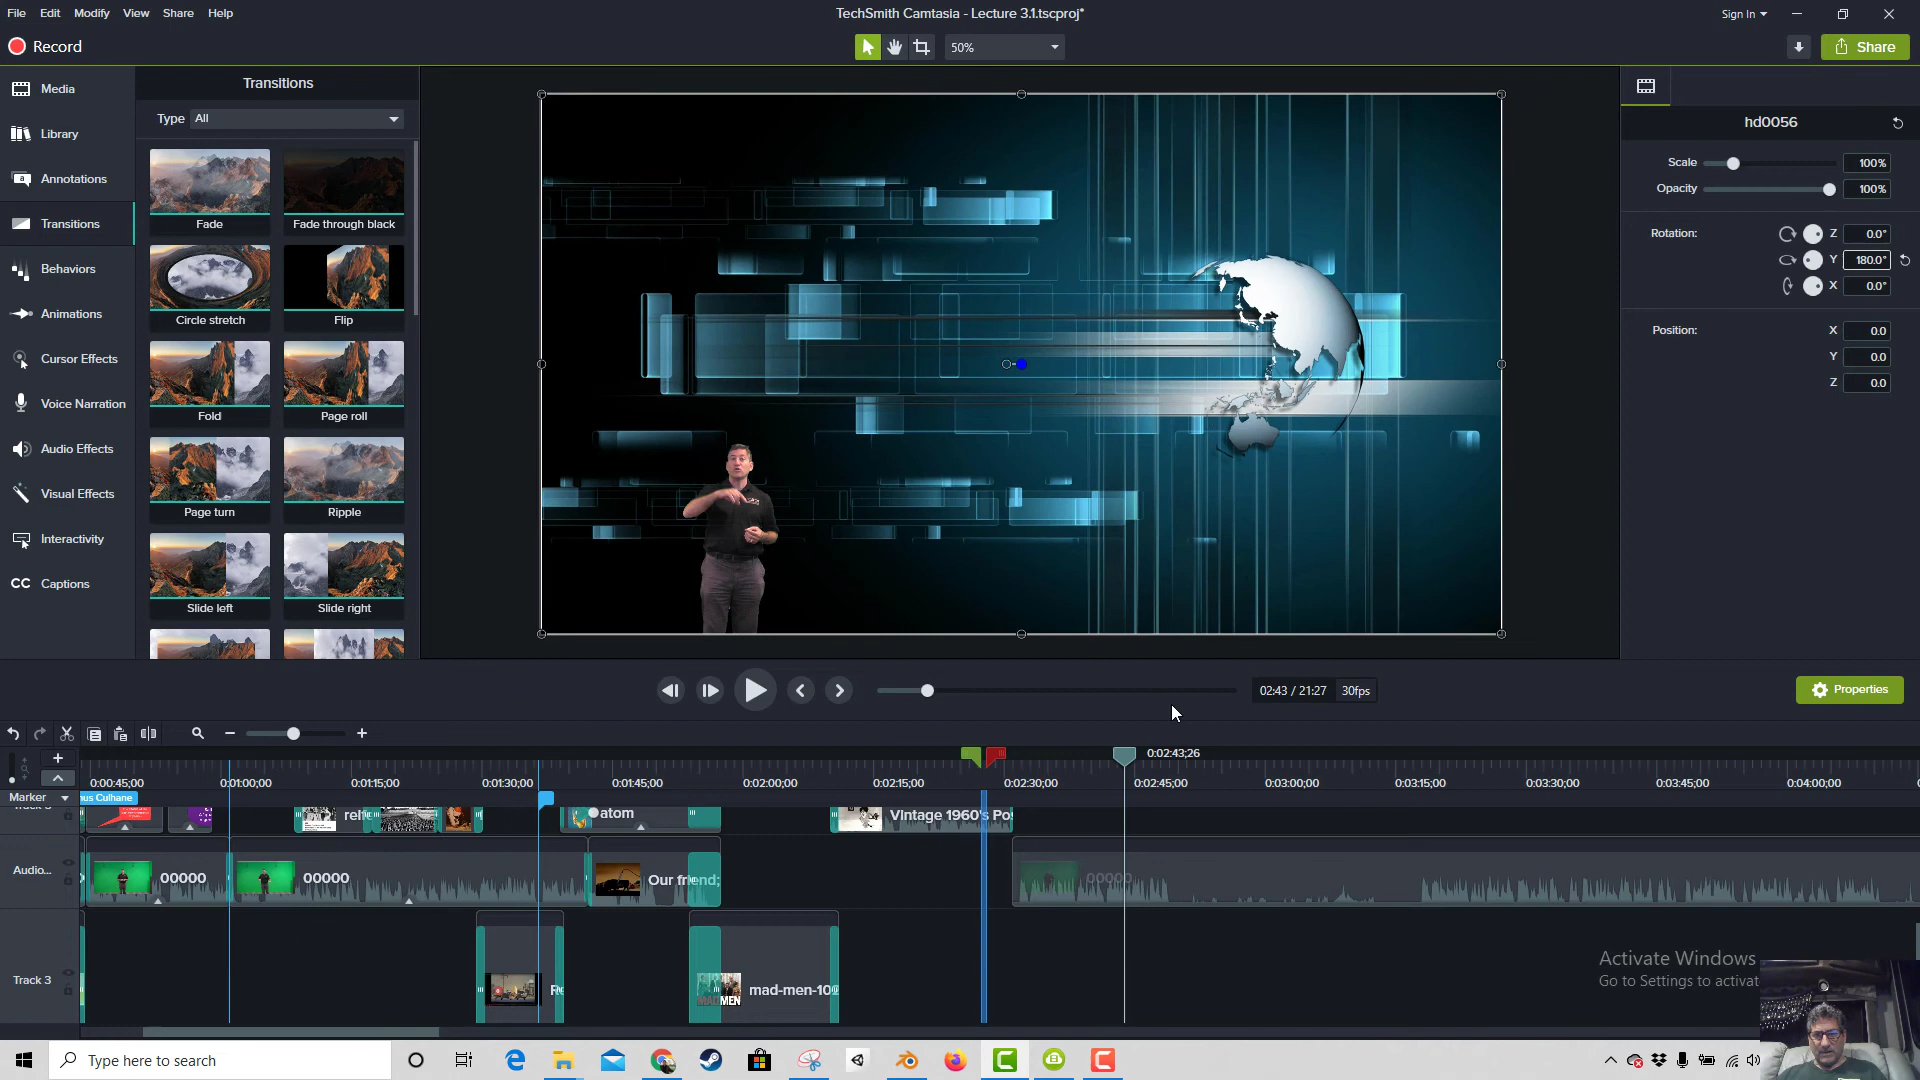 File Edit Modify View Share Help
TechSmith Camtasia - Lecture 3.1.tscproj*
Sign In
Record
50%
Share
Media
Library
Annotations
Transitions
Behaviors
Animations
Cursor Effects
Voice Narration
Audio Effects
Visual Effects
Interactivity
CC Captions
Transitions
Type All
Fade
Fade through black
Circle stretch
Flip
Fold
Page roll
Page turn
Ripple
Slide left
Slide right
hd0056
Scale 100%
Opacity 100%
Rotation: Z 0.0°
Y 180.0°
X 0.0°
Position: X 0.0
Y 0.0
Z 0.0
02:43 / 21:27 30fps
Properties
0:02:43;26
0:00:45;00 0:01:00;00 0:01:15;00 0:01:30;00 0:01:45;00 0:02:00;00 0:02:15;00 0:02:30;00 0:02:45;00 0:03:00;00 0:03:15;00 0:03:30;00 0:03:45;00 0:04:00;00
Marker
us Culhane
atom
Vintage 1960's Po
Audio...
00000
00000
Our friend;
00000
Track 3
MAD MEN
mad-men-10
Activate Windows
Go to Settings to activat
Type here to search